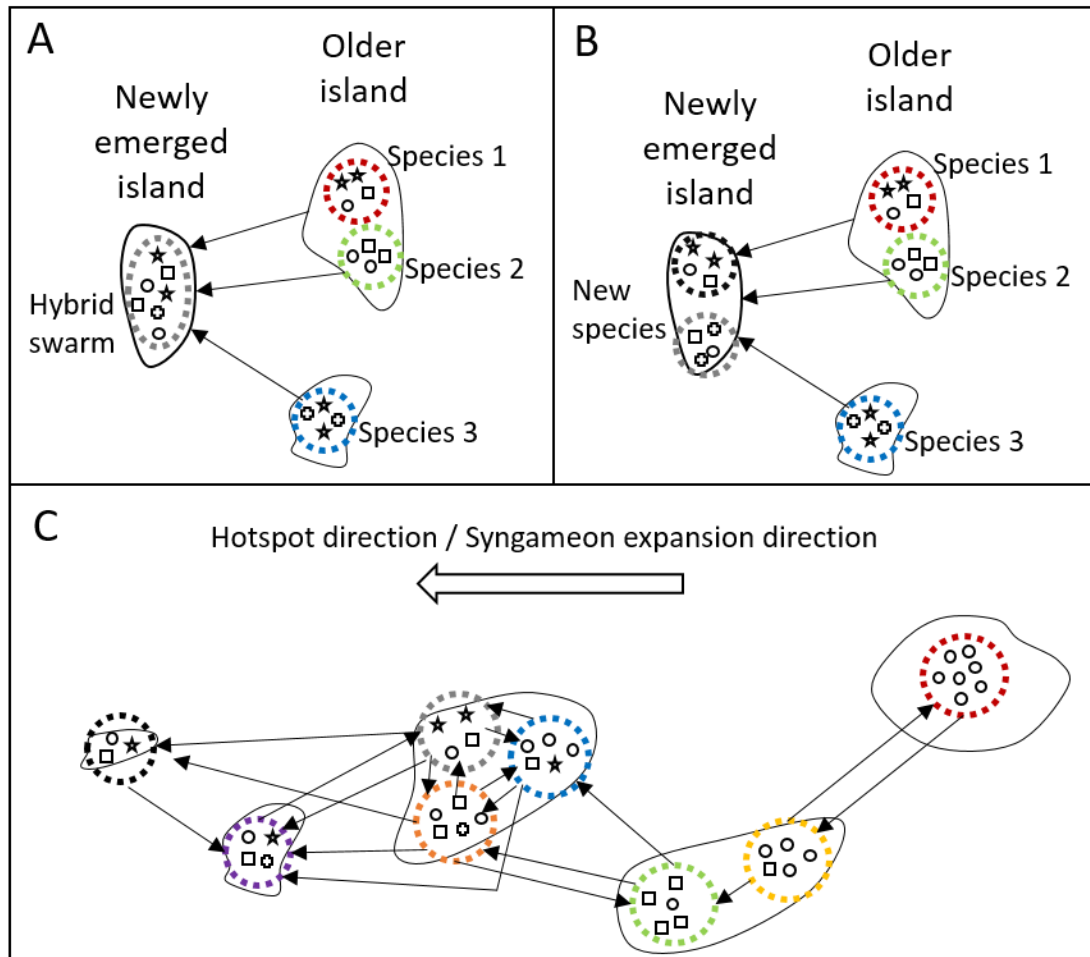 A
Older
island
Newly
emerged
island
Species 1
Species 2
Hybrid
swarm
Species 3
B
Older
island
Newly
emerged
island
Species 1
Species 2
New
species
Species 3
C
Hotspot direction / Syngameon expansion direction